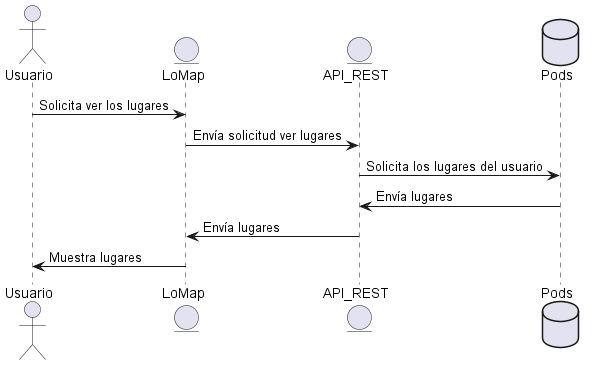 Usuario
LoMap
API_REST
Pods
Solicita ver los lugares
Envía solicitud ver lugares
Solicita los lugares del usuario
Envía lugares
Envía lugares
Muestra lugares
Usuario
LoMap
API_REST
Pods